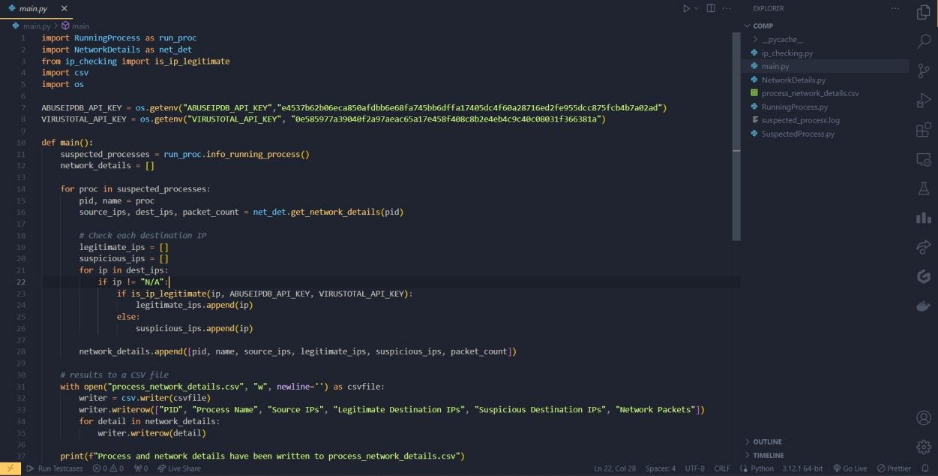 main.py
main.py > main
1 import RunningProcess as run_proc
2 import NetworkDetails as net_det
3 from ip_checking import is_ip_legitimate
4 import csv
5 import os
6
7 ABUSEIPDB_API_KEY = os.getenv("ABUSEIPDB_API_KEY","e4537b62b06eca850afdbb6e68fa745bb6dffa17405dc4f60a28716ed2fe955dcc875fcb4b7a02ad")
8 VIRUSTOTAL_API_KEY = os.getenv("VIRUSTOTAL_API_KEY", "0e585977a39040f2a97aeac65a17e458f408c8b2e4eb4c9c40c08031f366381a")
9
10 def main():
11 suspected_processes = run_proc.info_running_process()
12 network_details = []
13
14 for proc in suspected_processes:
15 pid, name = proc
16 source_ips, dest_ips, packet_count = net_det.get_network_details(pid)
17
18 # Check each destination IP
19 legitimate_ips = []
20 suspicious_ips = []
21 for ip in dest_ips:
22 if ip != "N/A":
23 if is_ip_legitimate(ip, ABUSEIPDB_API_KEY, VIRUSTOTAL_API_KEY):
24 legitimate_ips.append(ip)
25 else:
26 suspicious_ips.append(ip)
27
28 network_details.append([pid, name, source_ips, legitimate_ips, suspicious_ips, packet_count])
29
30 # results to a CSV file
31 with open("process_network_details.csv", "w", newline='') as csvfile:
32 writer = csv.writer(csvfile)
33 writer.writerow(["PID", "Process Name", "Source IPs", "Legitimate Destination IPs", "Suspicious Destination IPs", "Network Packets"])
34 for detail in network_details:
35 writer.writerow(detail)
36
37 print(f"Process and network details have been written to process_network_details.csv")
EXPLORER
COMP
__pycache__
ip_checking.py
main.py
NetworkDetails.py
process_network_details.csv
RunningProcess.py
suspected_process.log
SuspectedProcess.py
OUTLINE
TIMELINE
Run Testcases 0 0 0 Live Share Ln 22, Col 28 Spaces: 4 UTF-8 CRLF Python 3.12.1 64-bit Go Live Prettier